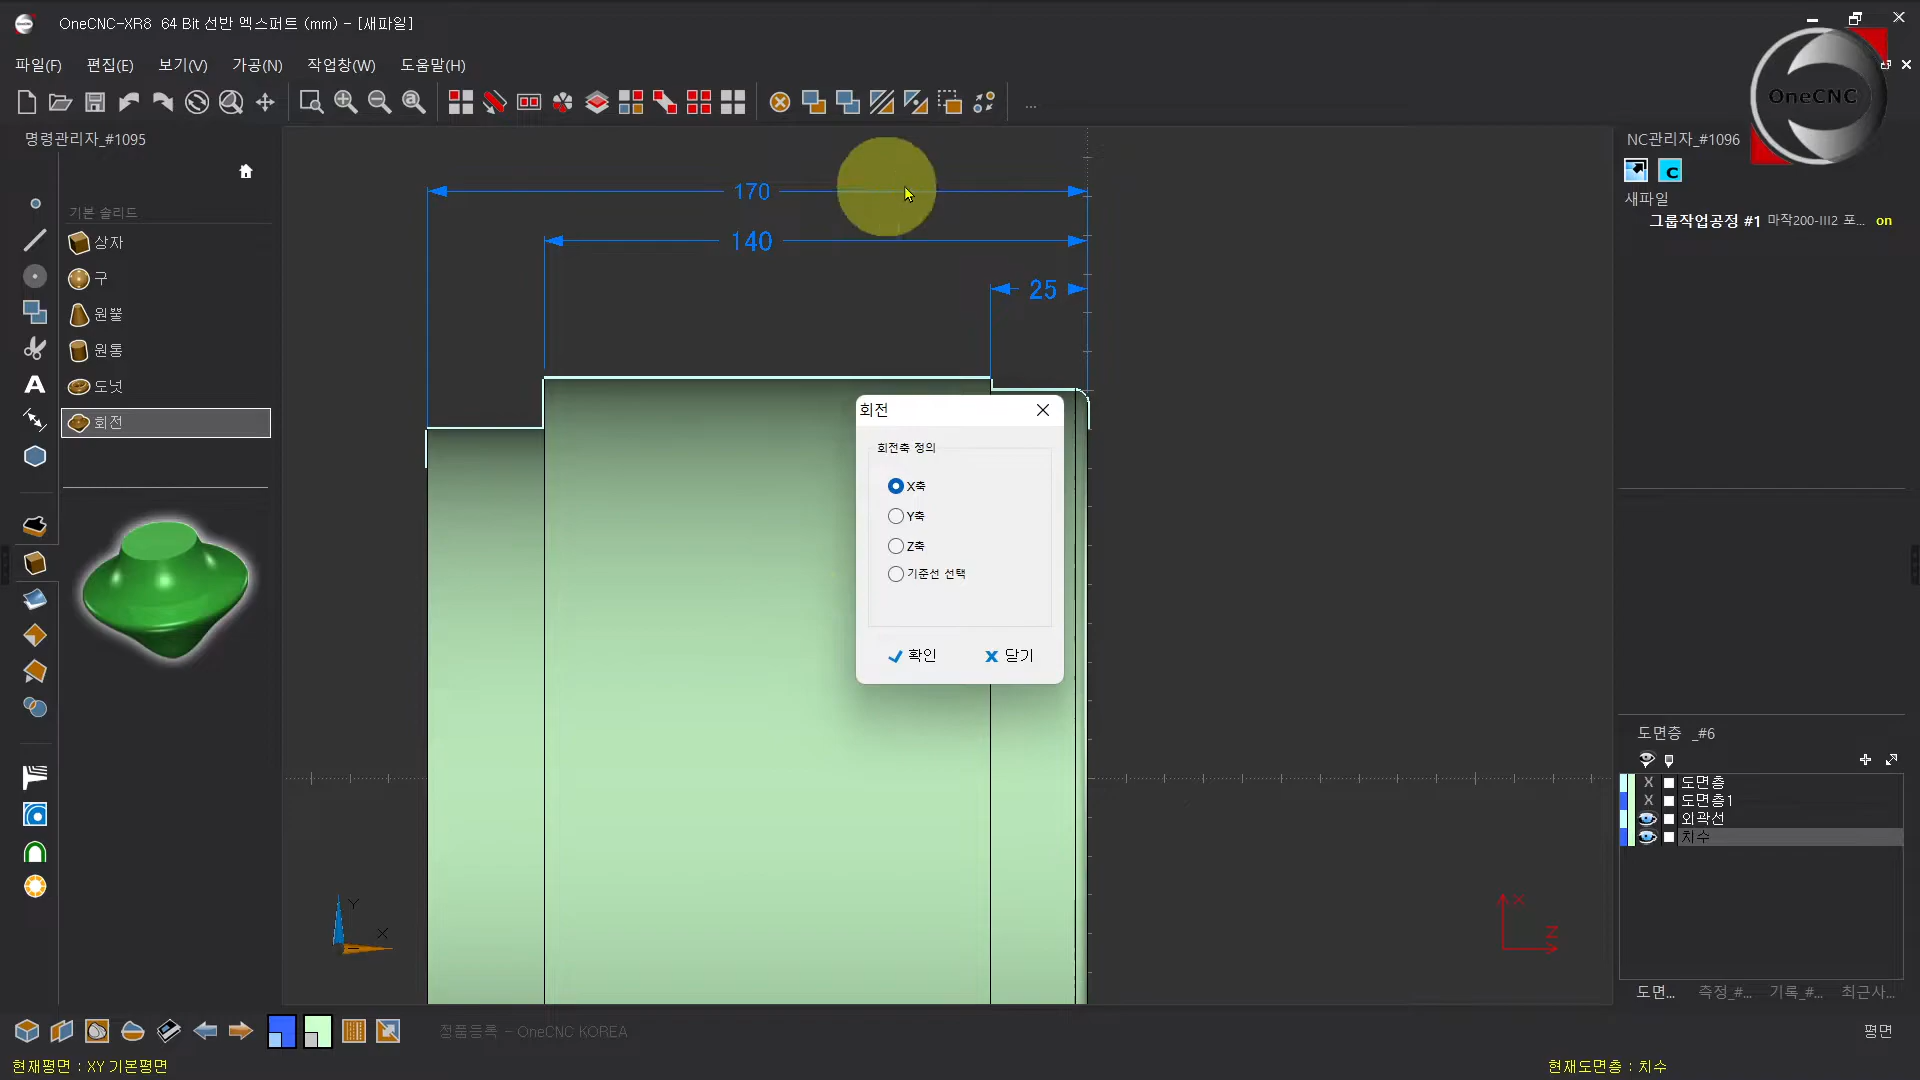 OneCNC-XR8 64 Bit 선반 엑스퍼트 (mm) - [새파일]
파일(F) 편집(E) 보기(V) 가공(N) 작업창(W) 도움말(H)
OneCNC
명령관리자_#1095
NC관리자_#1096
새파일
그룹작업공정 #1 마작200-III2 포... on
기본 솔리드
상자
구
원뿔
원통
도넛
회전
170
140
25
회전
회전축 정의
X축
Y축
Z축
기준선 선택
확인 닫기
도면층 _#6
X 도면층
X 도면층1
외곽선
치수
Y
X
X
Z
도면... 측정_#... 기록_#... 최근사...
정품등록 - OneCNC KOREA
평면
현재평면 : XY 기본평면
현재도면층 : 치수